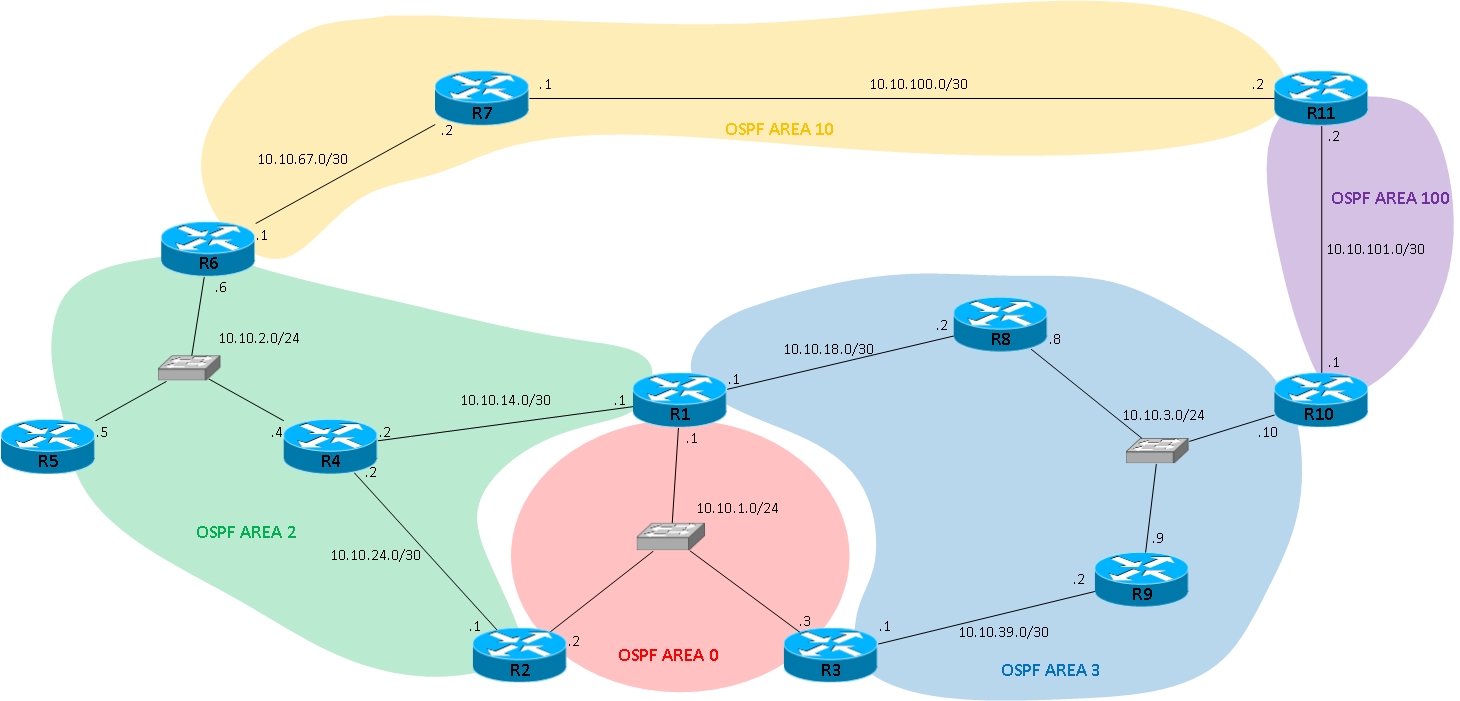 .1
10.10.100.0/30
.2
R7
R11
.2
OSPF AREA 10
.2
10.10.67.0/30
OSPF AREA 100
.1
10.10.101.0/30
R6
.6
10.10.2.0/24
.2
R8
.8
10.10.18.0/30
.1
.1
10.10.14.0/30
.1
R1
R10
10.10.3.0/24
.5
.4
.2
.10
.1
R5
R4
.2
10.10.1.0/24
OSPF AREA 2
.9
10.10.24.0/30
.2
R9
.1
.2
.3
.1
10.10.39.0/30
R2
OSPF AREA 0
R3
OSPF AREA 3